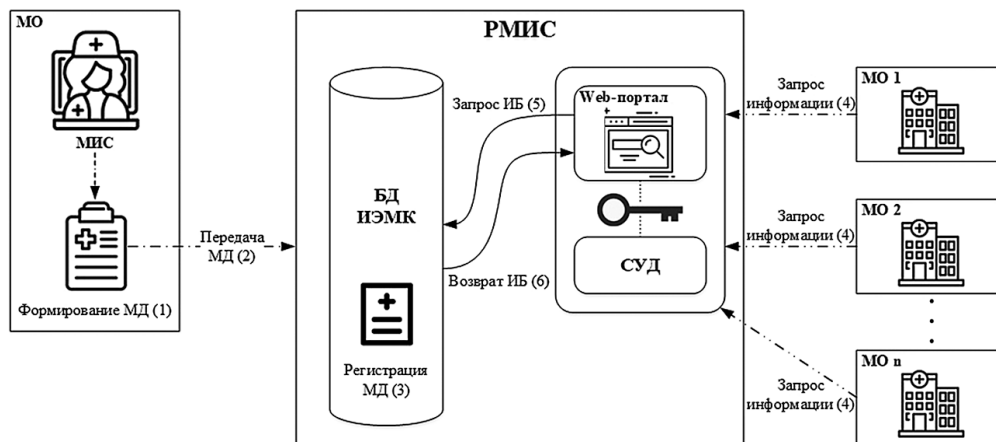 МО
МИС
Формирование МД (1)
Передача
МД (2)
РМИС
БД
ИЭМК
Регистрация
МД (3)
Запрос ИБ (5)
Возврат ИБ (6)
Web-портал
СУД
Запрос
информации (4)
МО 1
Запрос
информации (4)
МО 2
Запрос
информации (4)
МО n